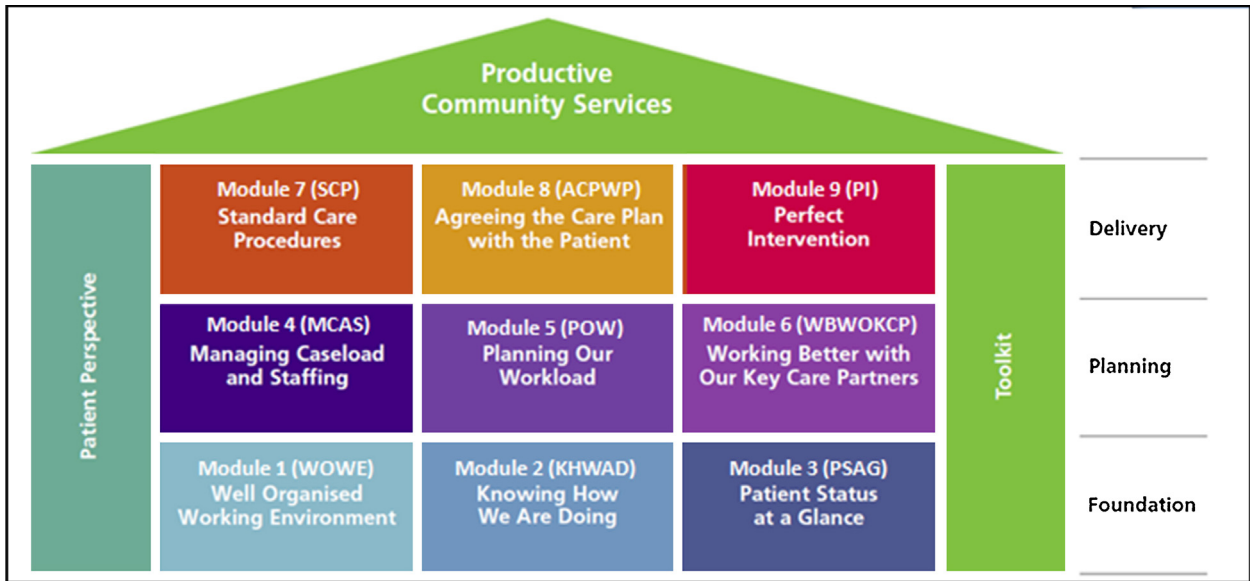 Productive
Community Services
Patient Perspective
Module 7 (SCP)
Standard Care
Procedures
Module 8 (ACPWP)
Agreeing the Care Plan
with the Patient
Module 9 (PI)
Perfect
Intervention
Delivery
Module 4 (MCAS)
Managing Caseload
and Staffing
Module 5 (POW)
Planning Our
Workload
Module 6 (WBWOKCP)
Working Better with
Our Key Care Partners
Toolkit
Planning
Module 1 (WOWE)
Well Organised
Working Environment
Module 2 (KHWAD)
Knowing How
We Are Doing
Module 3 (PSAG)
Patient Status
at a Glance
Foundation